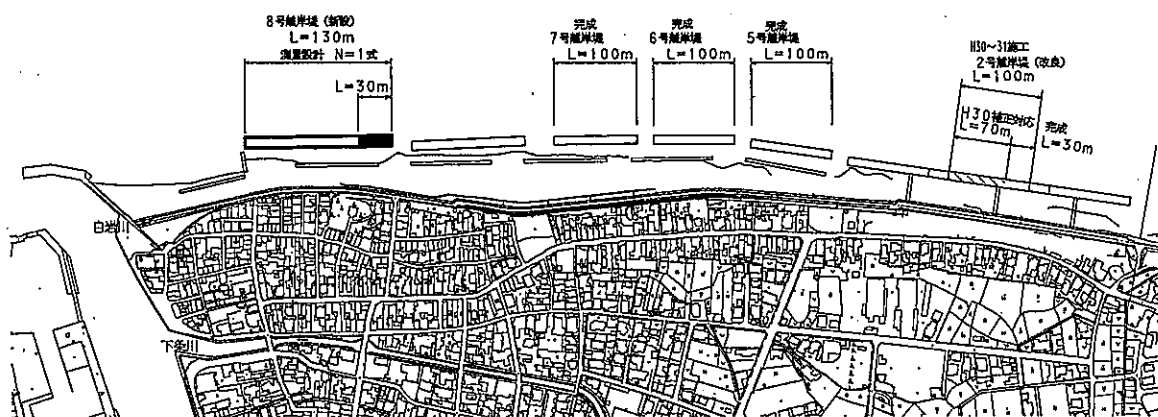 8号離岸堤（新設）
L=130m
測量設計 N=1式
L=30m
完成
7号離岸堤
L=100m
完成
6号離岸堤
L=100m
完成
5号離岸堤
L=100m
H30～31施工
2号離岸堤（改良）
L=100m
H30補正対応
L=70m
完成
L=30m
白岩川
下条川